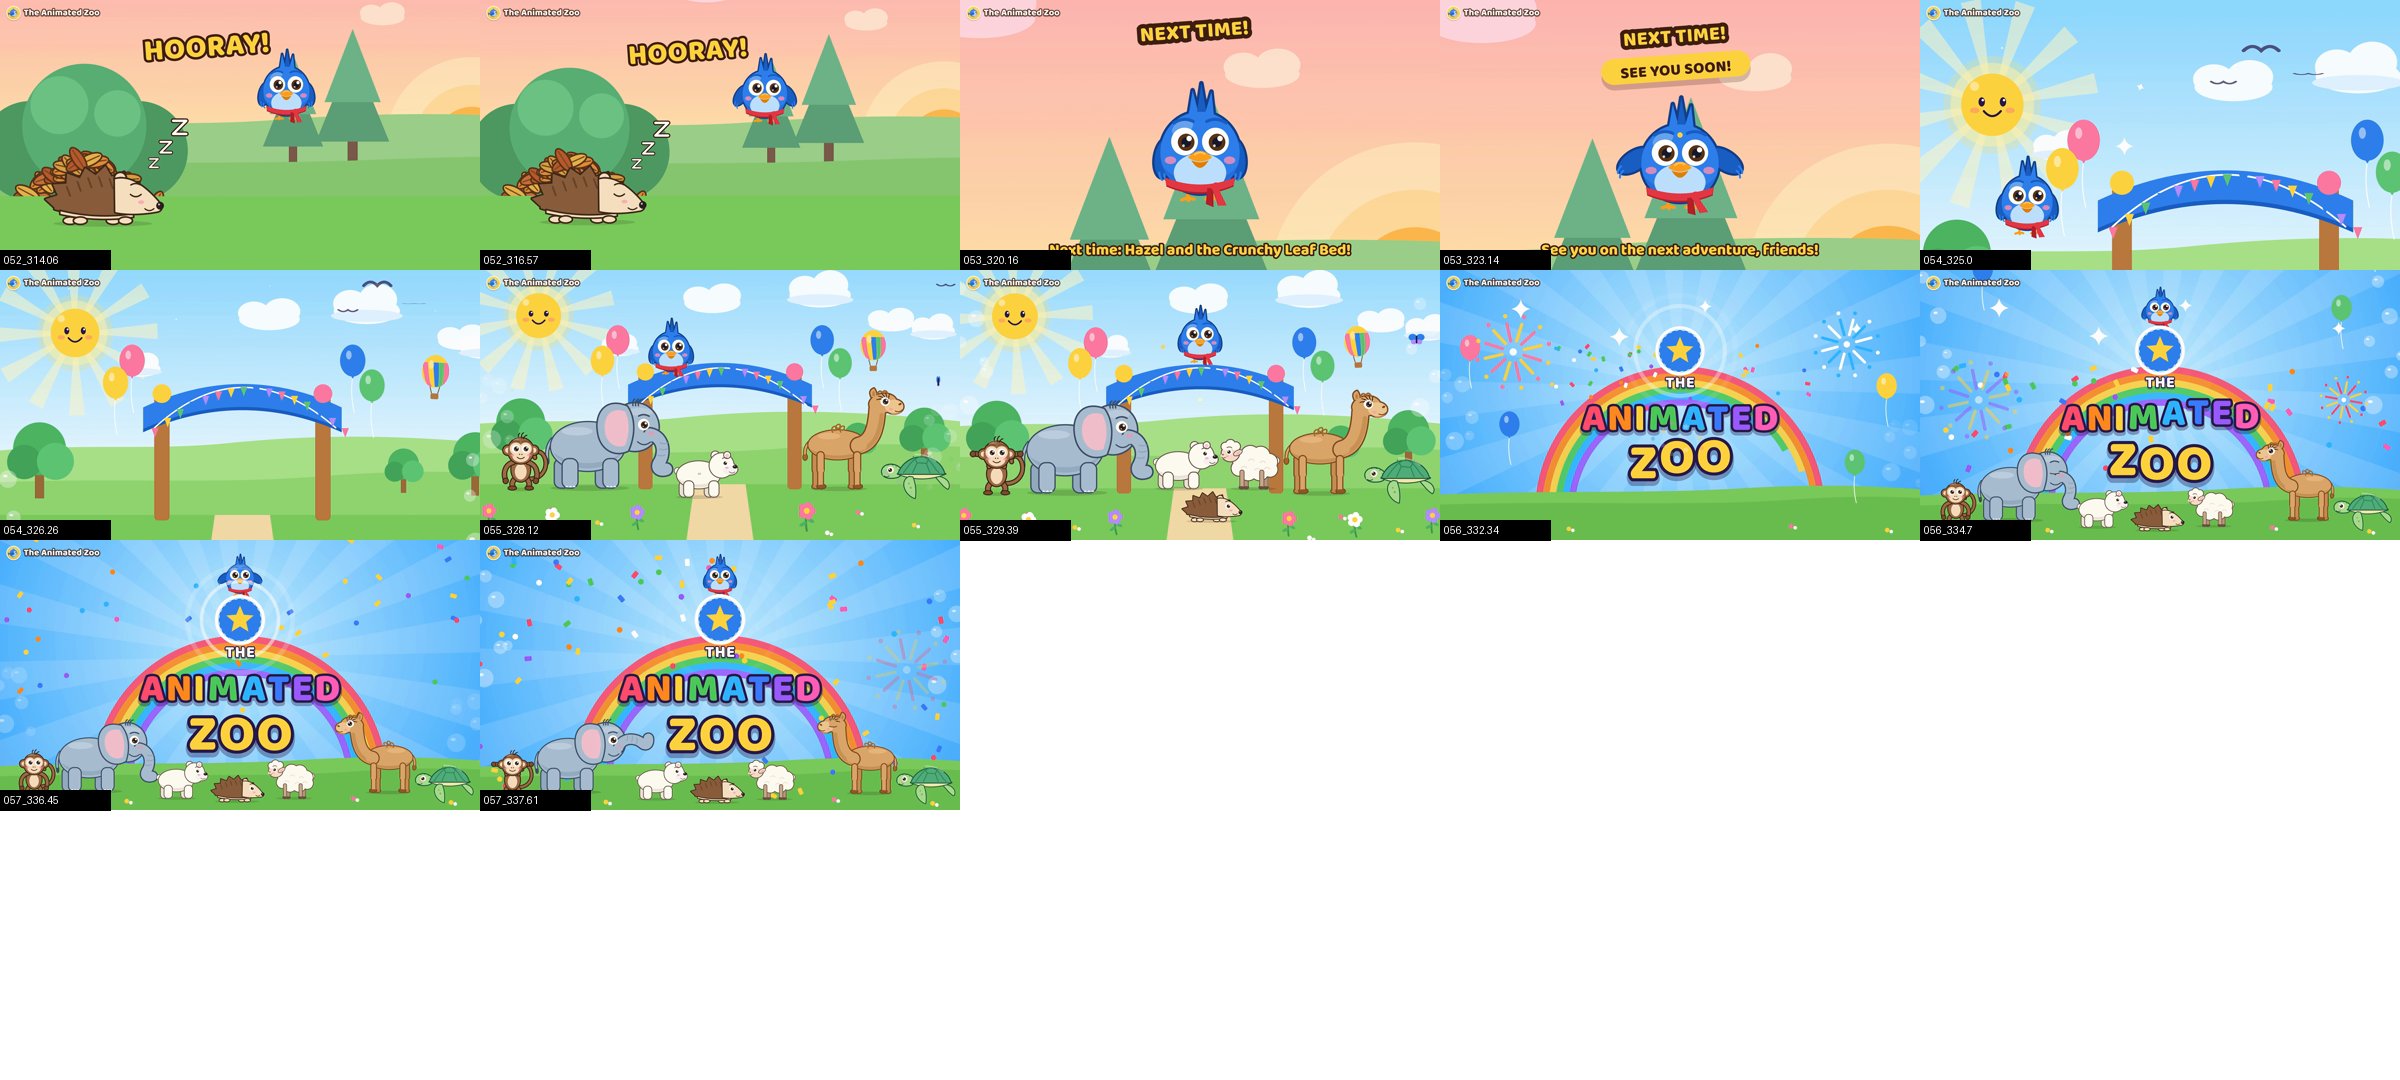 The Animated Zoo
HOORAY!
Z
Z
Z
052_314.06
The Animated Zoo
HOORAY!
Z
Z
Z
052_316.57
The Animated Zoo
NEXT TIME!
Next time: Hazel and the Crunchy Leaf Bed!
053_320.16
The Animated Zoo
NEXT TIME!
SEE YOU SOON!
See you on the next adventure, friends!
053_323.14
The Animated Zoo
054_325.0
The Animated Zoo
054_326.26
The Animated Zoo
055_328.12
The Animated Zoo
055_329.39
The Animated Zoo
THE
ANIMATED
ZOO
056_332.34
The Animated Zoo
THE
ANIMATED
ZOO
056_334.7
The Animated Zoo
THE
ANIMATED
ZOO
057_336.45
The Animated Zoo
THE
ANIMATED
ZOO
057_337.61